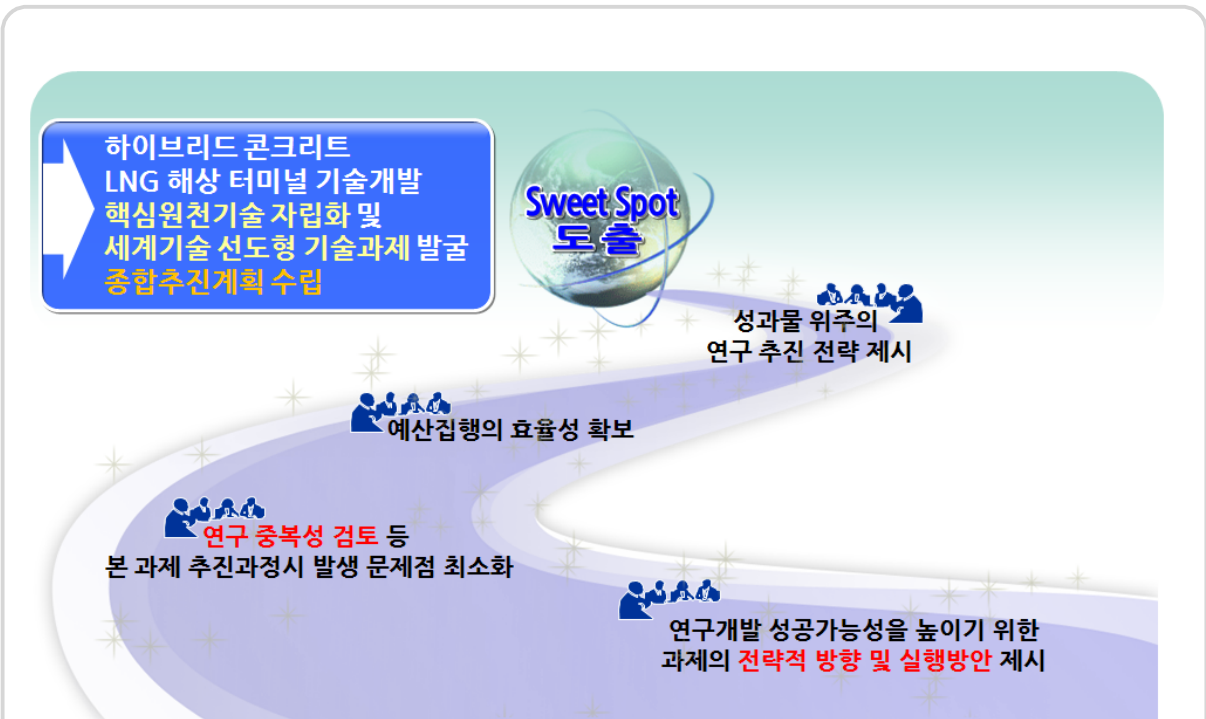 하이브리드 콘크리트
LNG 해상 터미널 기술개발
핵심원천기술 자립화 및
세계기술 선도형 기술과제 발굴
종합추진계획 수립
Sweet Spot
도출
성과물 위주의
연구 추진 전략 제시
예산집행의 효율성 확보
연구 중복성 검토 등
본 과제 추진과정시 발생 문제점 최소화
연구개발 성공가능성을 높이기 위한
과제의 전략적 방향 및 실행방안 제시